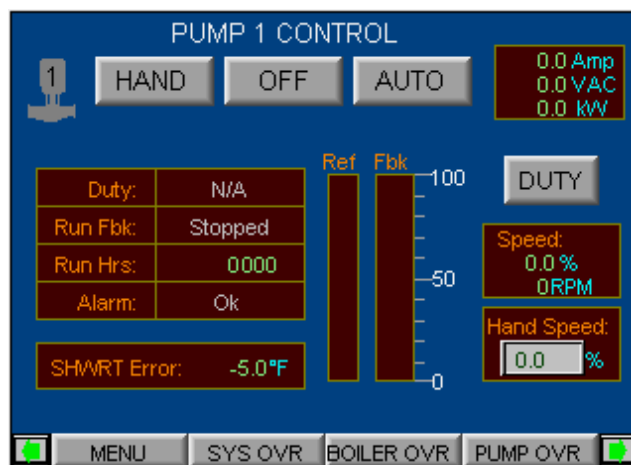 PUMP 1 CONTROL
1
HAND
OFF
AUTO
0.0 Amp
0.0 VAC
0.0 kW
Ref Fbk
Duty: N/A
Run Fbk: Stopped
Run Hrs: 0000
Alarm: Ok
SHWRT Error: -5.0°F
100
50
0
DUTY
Speed:
0.0 %
0RPM
Hand Speed:
0.0 %
MENU
SYS OVR
BOILER OVR
PUMP OVR